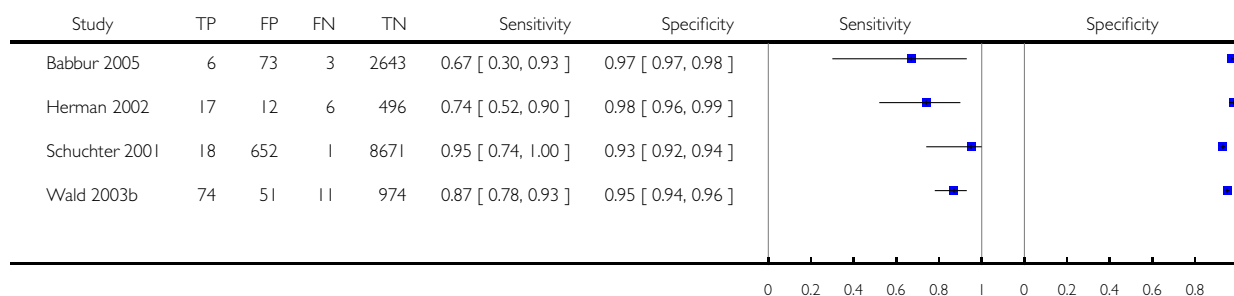 Study TP FP FN TN Sensitivity Specificity Sensitivity Specificity
Babbur 2005 6 73 3 2643 0.67 [ 0.30, 0.93 ] 0.97 [ 0.97, 0.98 ]
Herman 2002 17 12 6 496 0.74 [ 0.52, 0.90 ] 0.98 [ 0.96, 0.99 ]
Schuchter 2001 18 652 1 8671 0.95 [ 0.74, 1.00 ] 0.93 [ 0.92, 0.94 ]
Wald 2003b 74 51 11 974 0.87 [ 0.78, 0.93 ] 0.95 [ 0.94, 0.96 ]
0 0.2 0.4 0.6 0.8 1 0 0.2 0.4 0.6 0.8